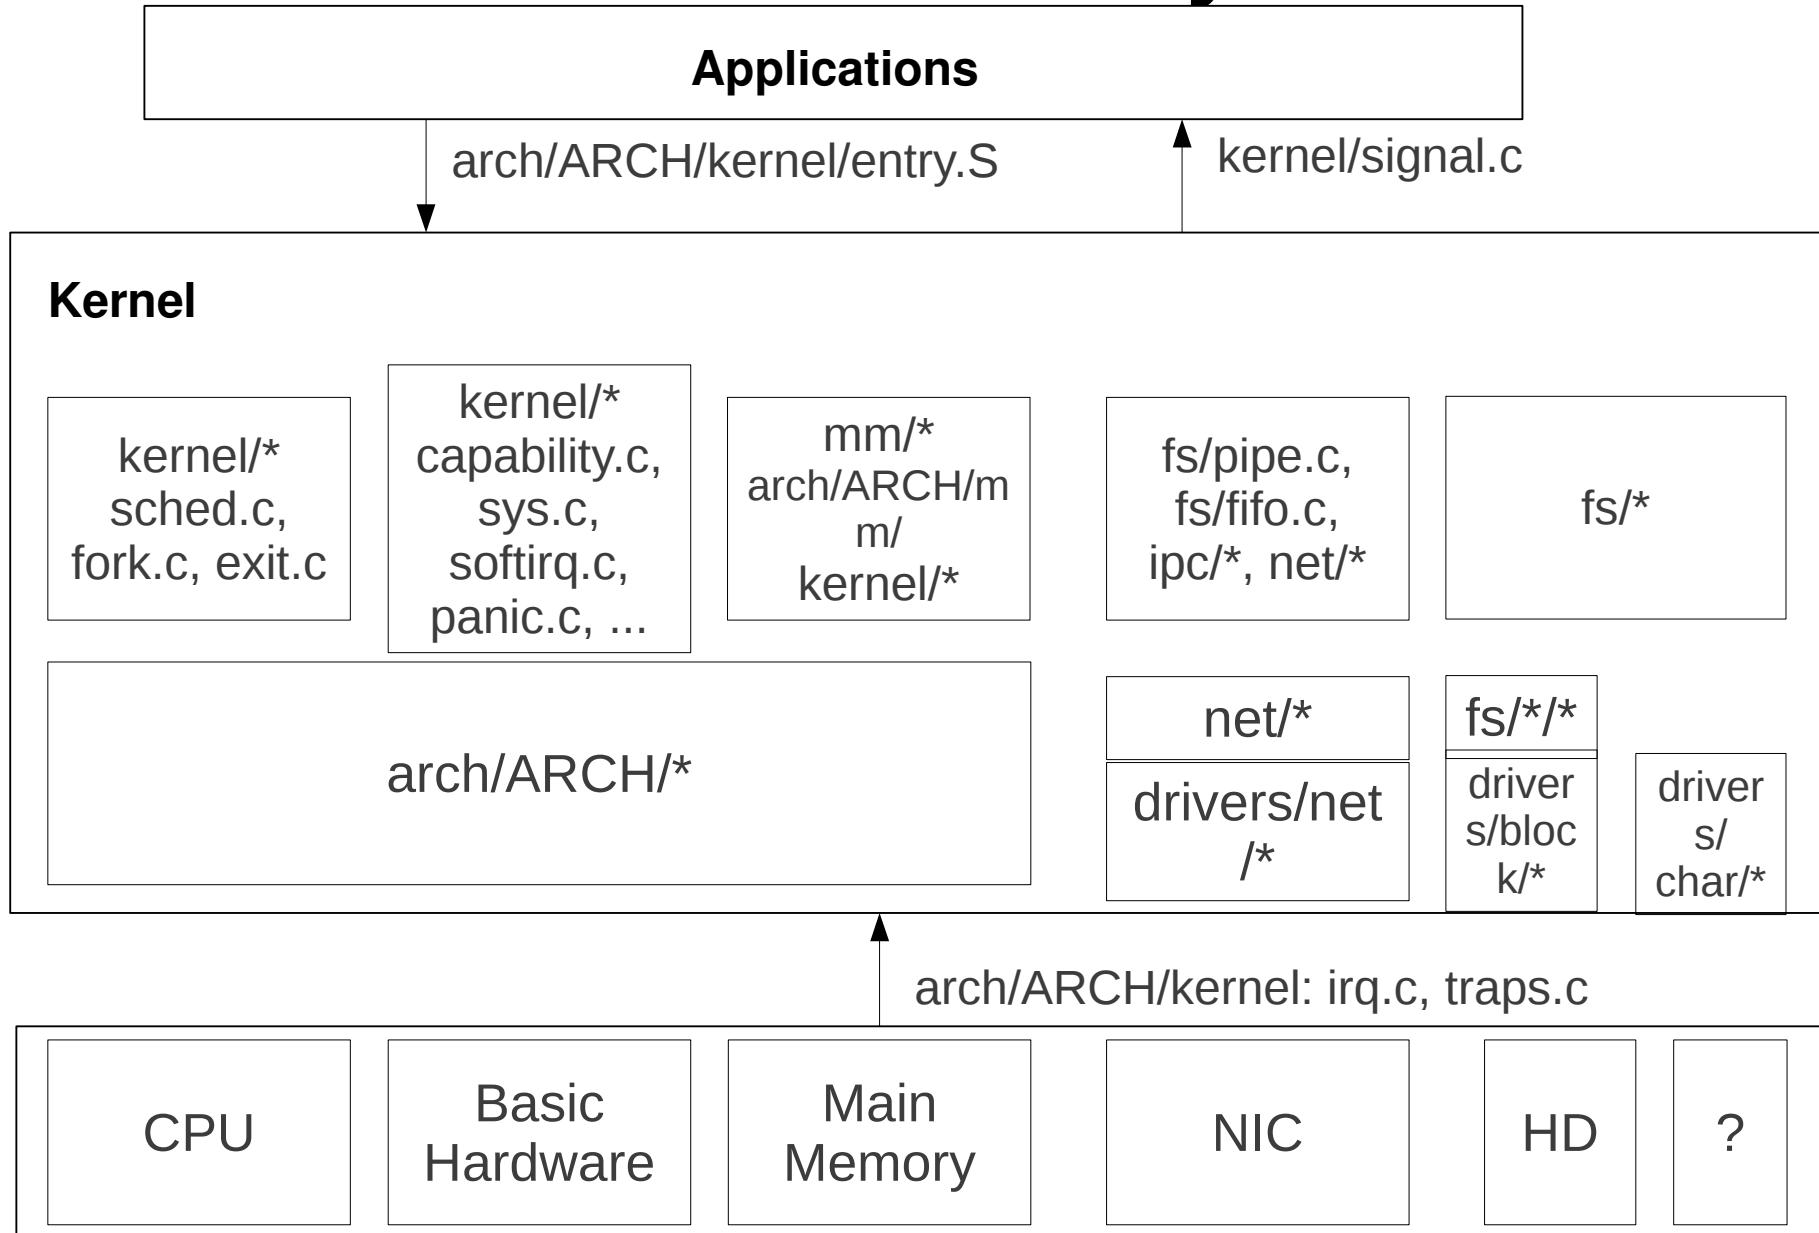 Applications
arch/ARCH/kernel/entry.S
kernel/signal.c
Kernel
kernel/*
sched.c,
fork.c, exit.c
kernel/*
capability.c,
sys.c,
softirq.c,
panic.c, ...
mm/*
arch/ARCH/m
m/
kernel/*
fs/pipe.c,
fs/fifo.c,
ipc/*, net/*
fs/*
arch/ARCH/*
net/*
drivers/net
/*
fs/*/*
driver
s/bloc
k/*
driver
s/
char/*
arch/ARCH/kernel: irq.c, traps.c
CPU
Basic
Hardware
Main
Memory
NIC
HD
?